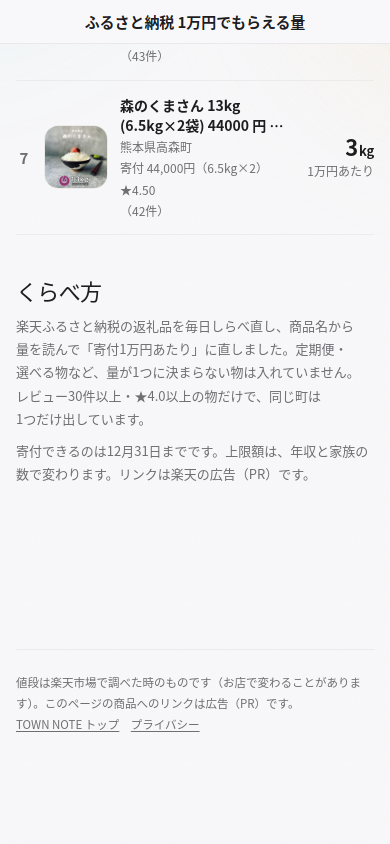 ふるさと納税 1万円でもらえる量
（43件）
7
森のくまさん 13kg
(6.5kg×2袋) 44000 円 …
熊本県高森町
寄付 44,000円（6.5kg×2）
★4.50
（42件）
3kg
1万円あたり
くらべ方
楽天ふるさと納税の返礼品を毎日しらべ直し、商品名から
量を読んで「寄付1万円あたり」に直しました。定期便・
選べる物など、量が1つに決まらない物は入れていません。
レビュー30件以上・★4.0以上の物だけで、同じ町は
1つだけ出しています。
寄付できるのは12月31日までです。上限額は、年収と家族の
数で変わります。リンクは楽天の広告（PR）です。
値段は楽天市場で調べた時のものです（お店で変わることがありま
す）。このページの商品へのリンクは広告（PR）です。
TOWN NOTE トップ プライバシー